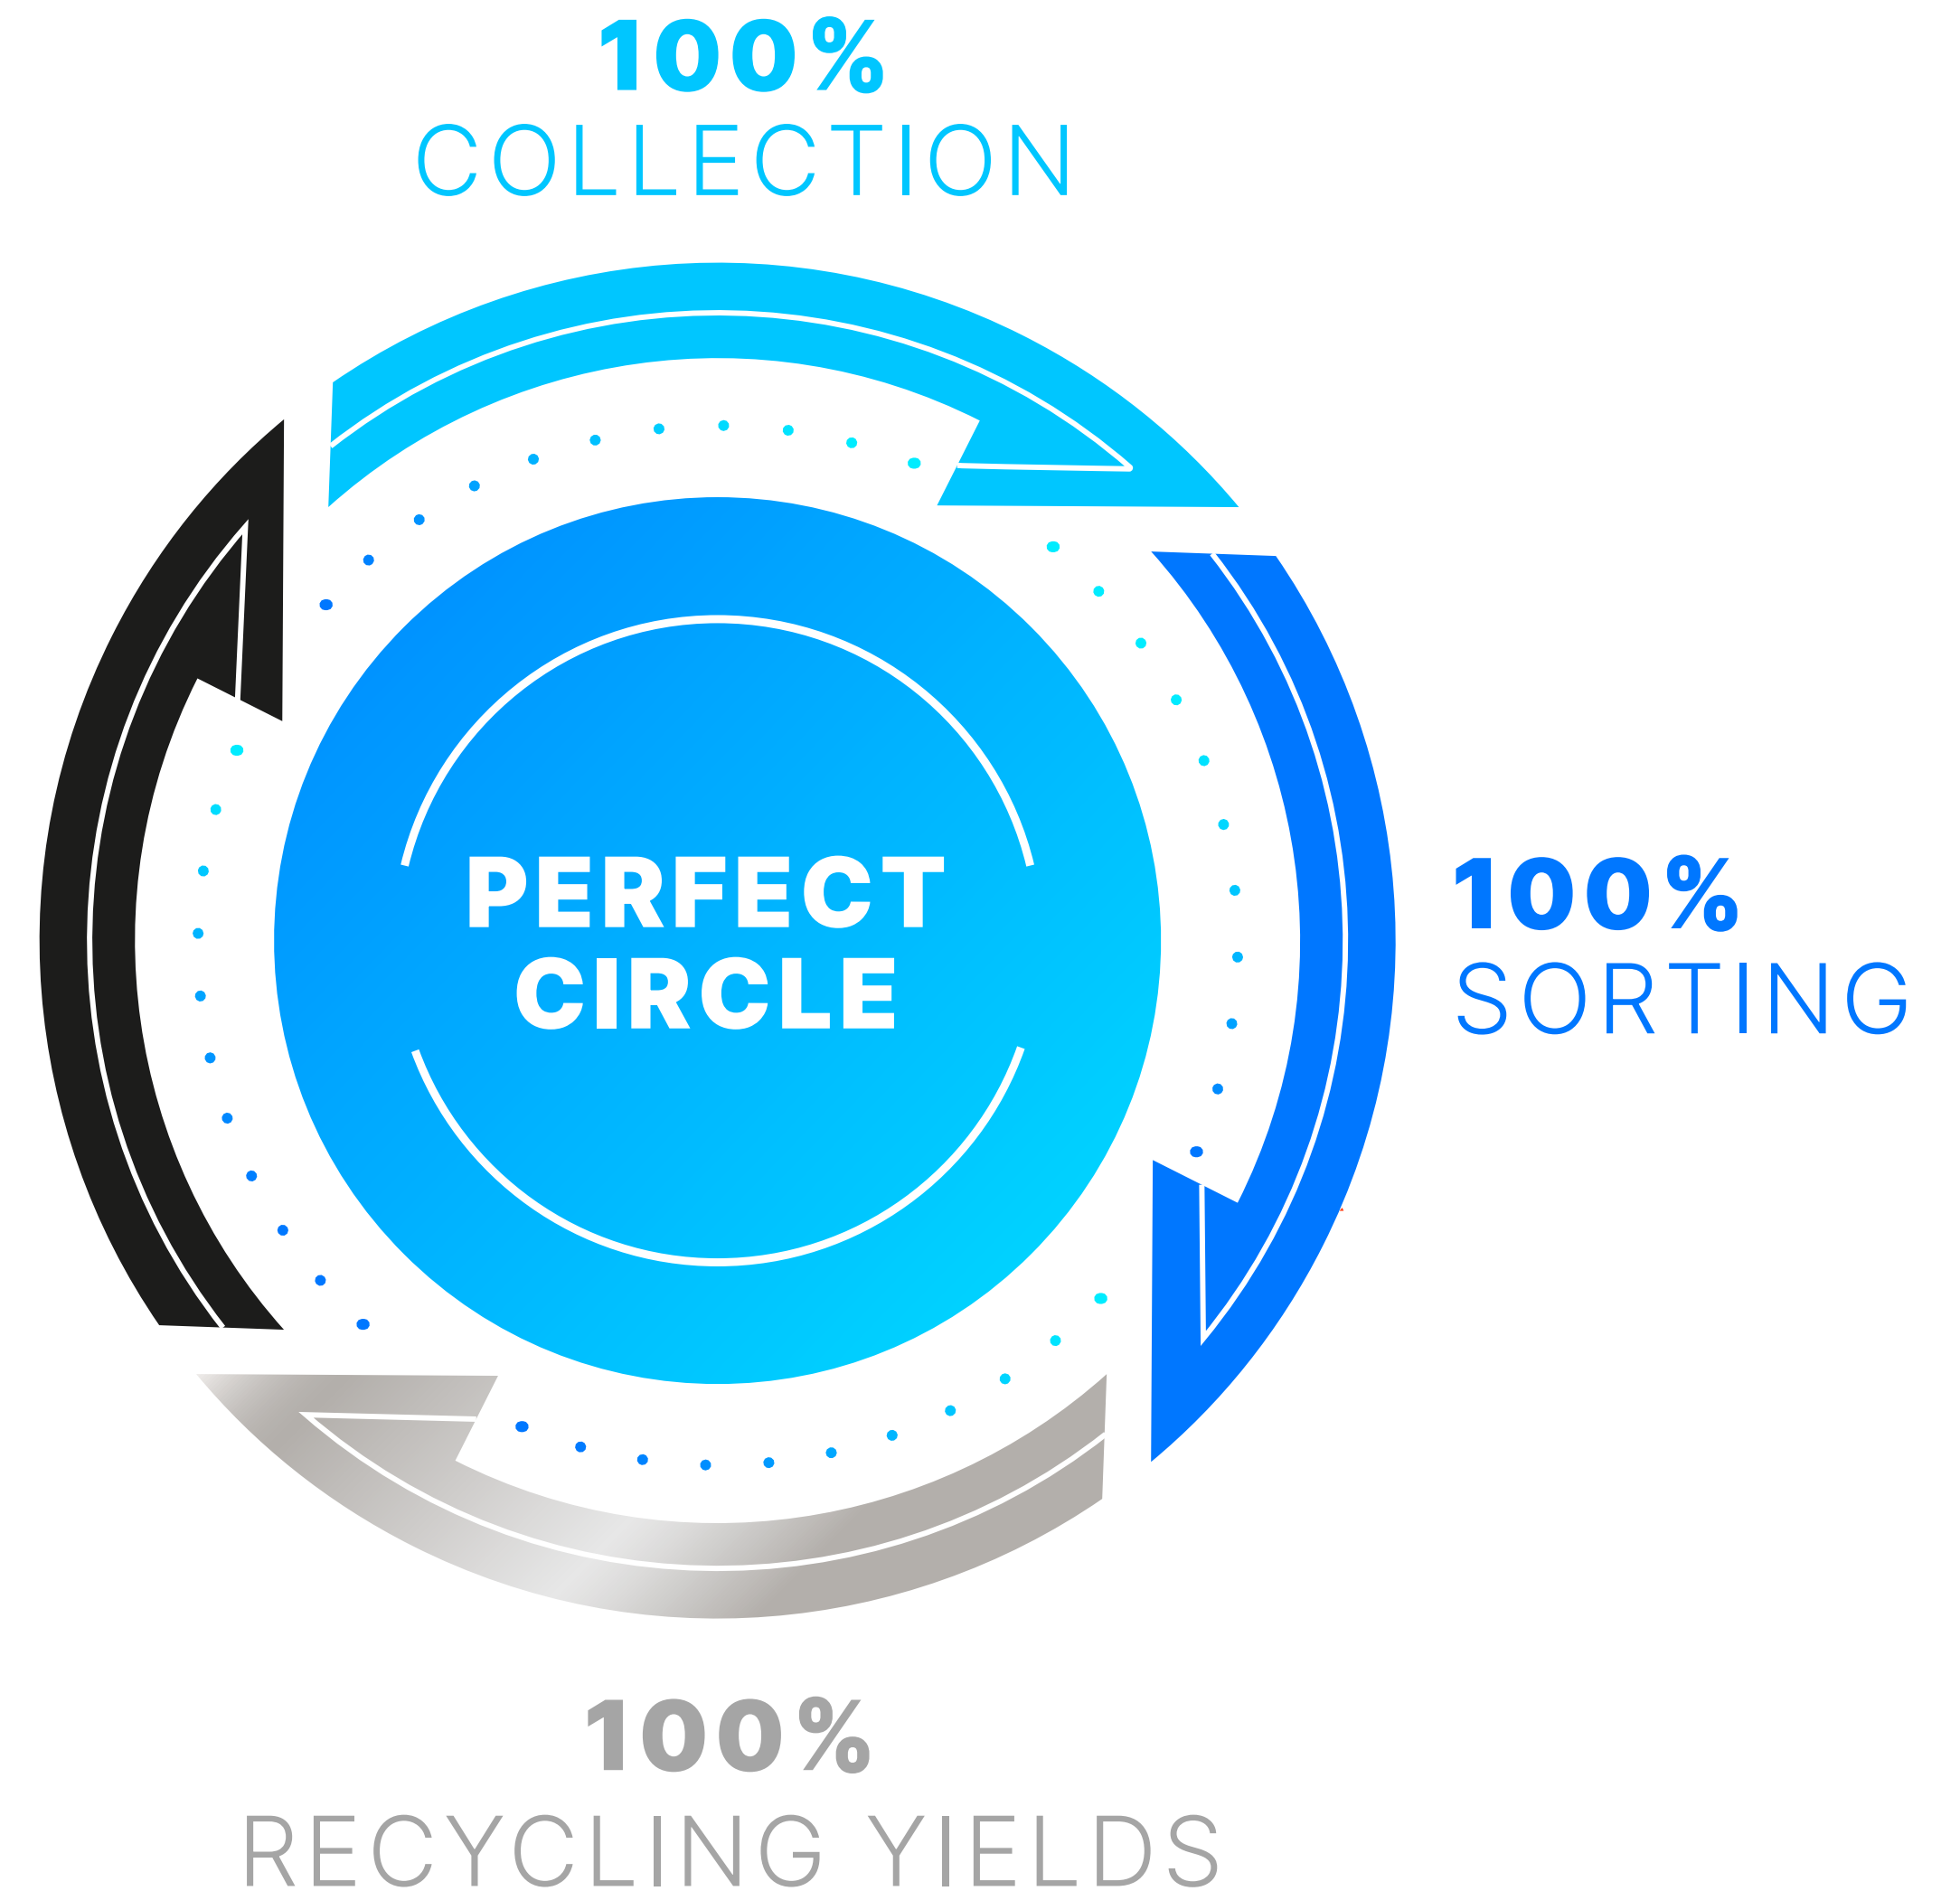 100%
COLLECTION
PERFECT
CIRCLE
100%
SORTING
100%
RECYCLING YIELDS